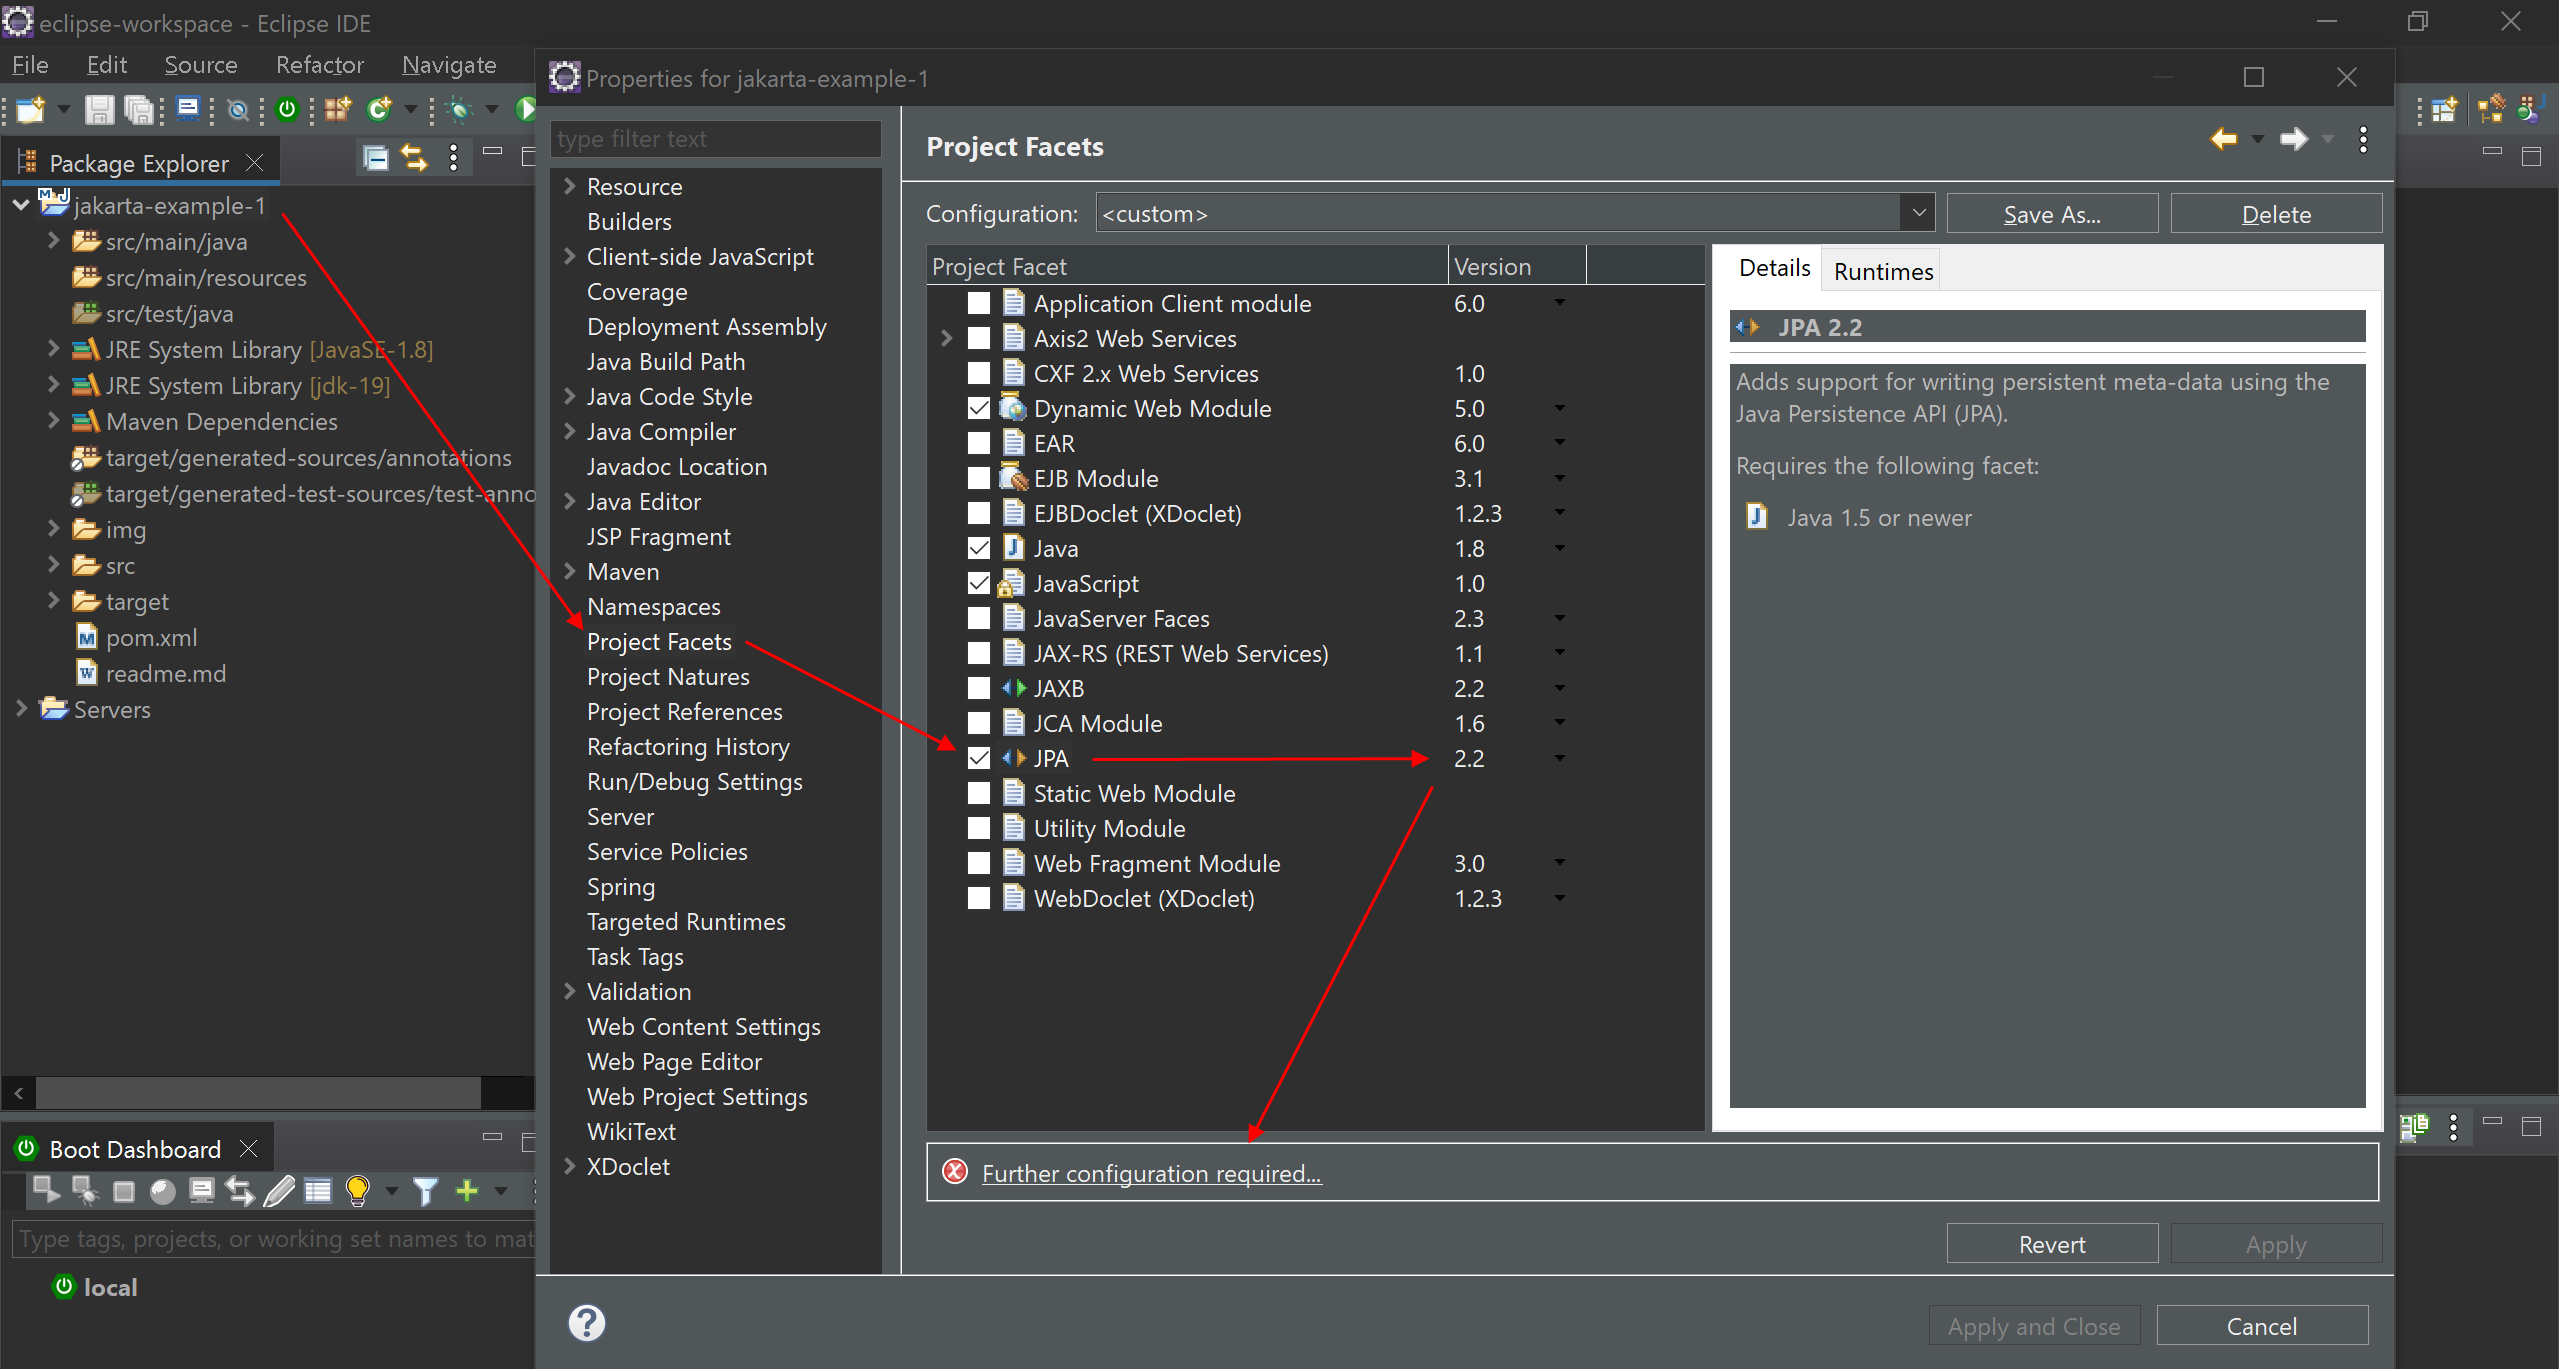 eclipse-workspace - Eclipse IDE
File Edit Source Refactor Navigate
Package Explorer
jakarta-example-1
src/main/java
src/main/resources
src/test/java
JRE System Library [JavaSE-1.8]
JRE System Library [jdk-19]
Maven Dependencies
target/generated-sources/annotations
target/generated-test-sources/test-anno
img
src
target
pom.xml
readme.md
Servers
Boot Dashboard
Type tags, projects, or working set names to mat
local
Properties for jakarta-example-1
type filter text
Resource
Builders
Client-side JavaScript
Coverage
Deployment Assembly
Java Build Path
Java Code Style
Java Compiler
Javadoc Location
Java Editor
JSP Fragment
Maven
Namespaces
Project Facets
Project Natures
Project References
Refactoring History
Run/Debug Settings
Server
Service Policies
Spring
Targeted Runtimes
Task Tags
Validation
Web Content Settings
Web Page Editor
Web Project Settings
WikiText
XDoclet
Project Facets
Configuration: <custom> Save As... Delete
Project Facet Version
Application Client module 6.0
Axis2 Web Services
CXF 2.x Web Services 1.0
Dynamic Web Module 5.0
EAR 6.0
EJB Module 3.1
EJBDoclet (XDoclet) 1.2.3
Java 1.8
JavaScript 1.0
JavaServer Faces 2.3
JAX-RS (REST Web Services) 1.1
JAXB 2.2
JCA Module 1.6
JPA 2.2
Static Web Module
Utility Module
Web Fragment Module 3.0
WebDoclet (XDoclet) 1.2.3
Details Runtimes
JPA 2.2
Adds support for writing persistent meta-data using the
Java Persistence API (JPA).
Requires the following facet:
Java 1.5 or newer
Further configuration required...
Revert Apply
Apply and Close Cancel